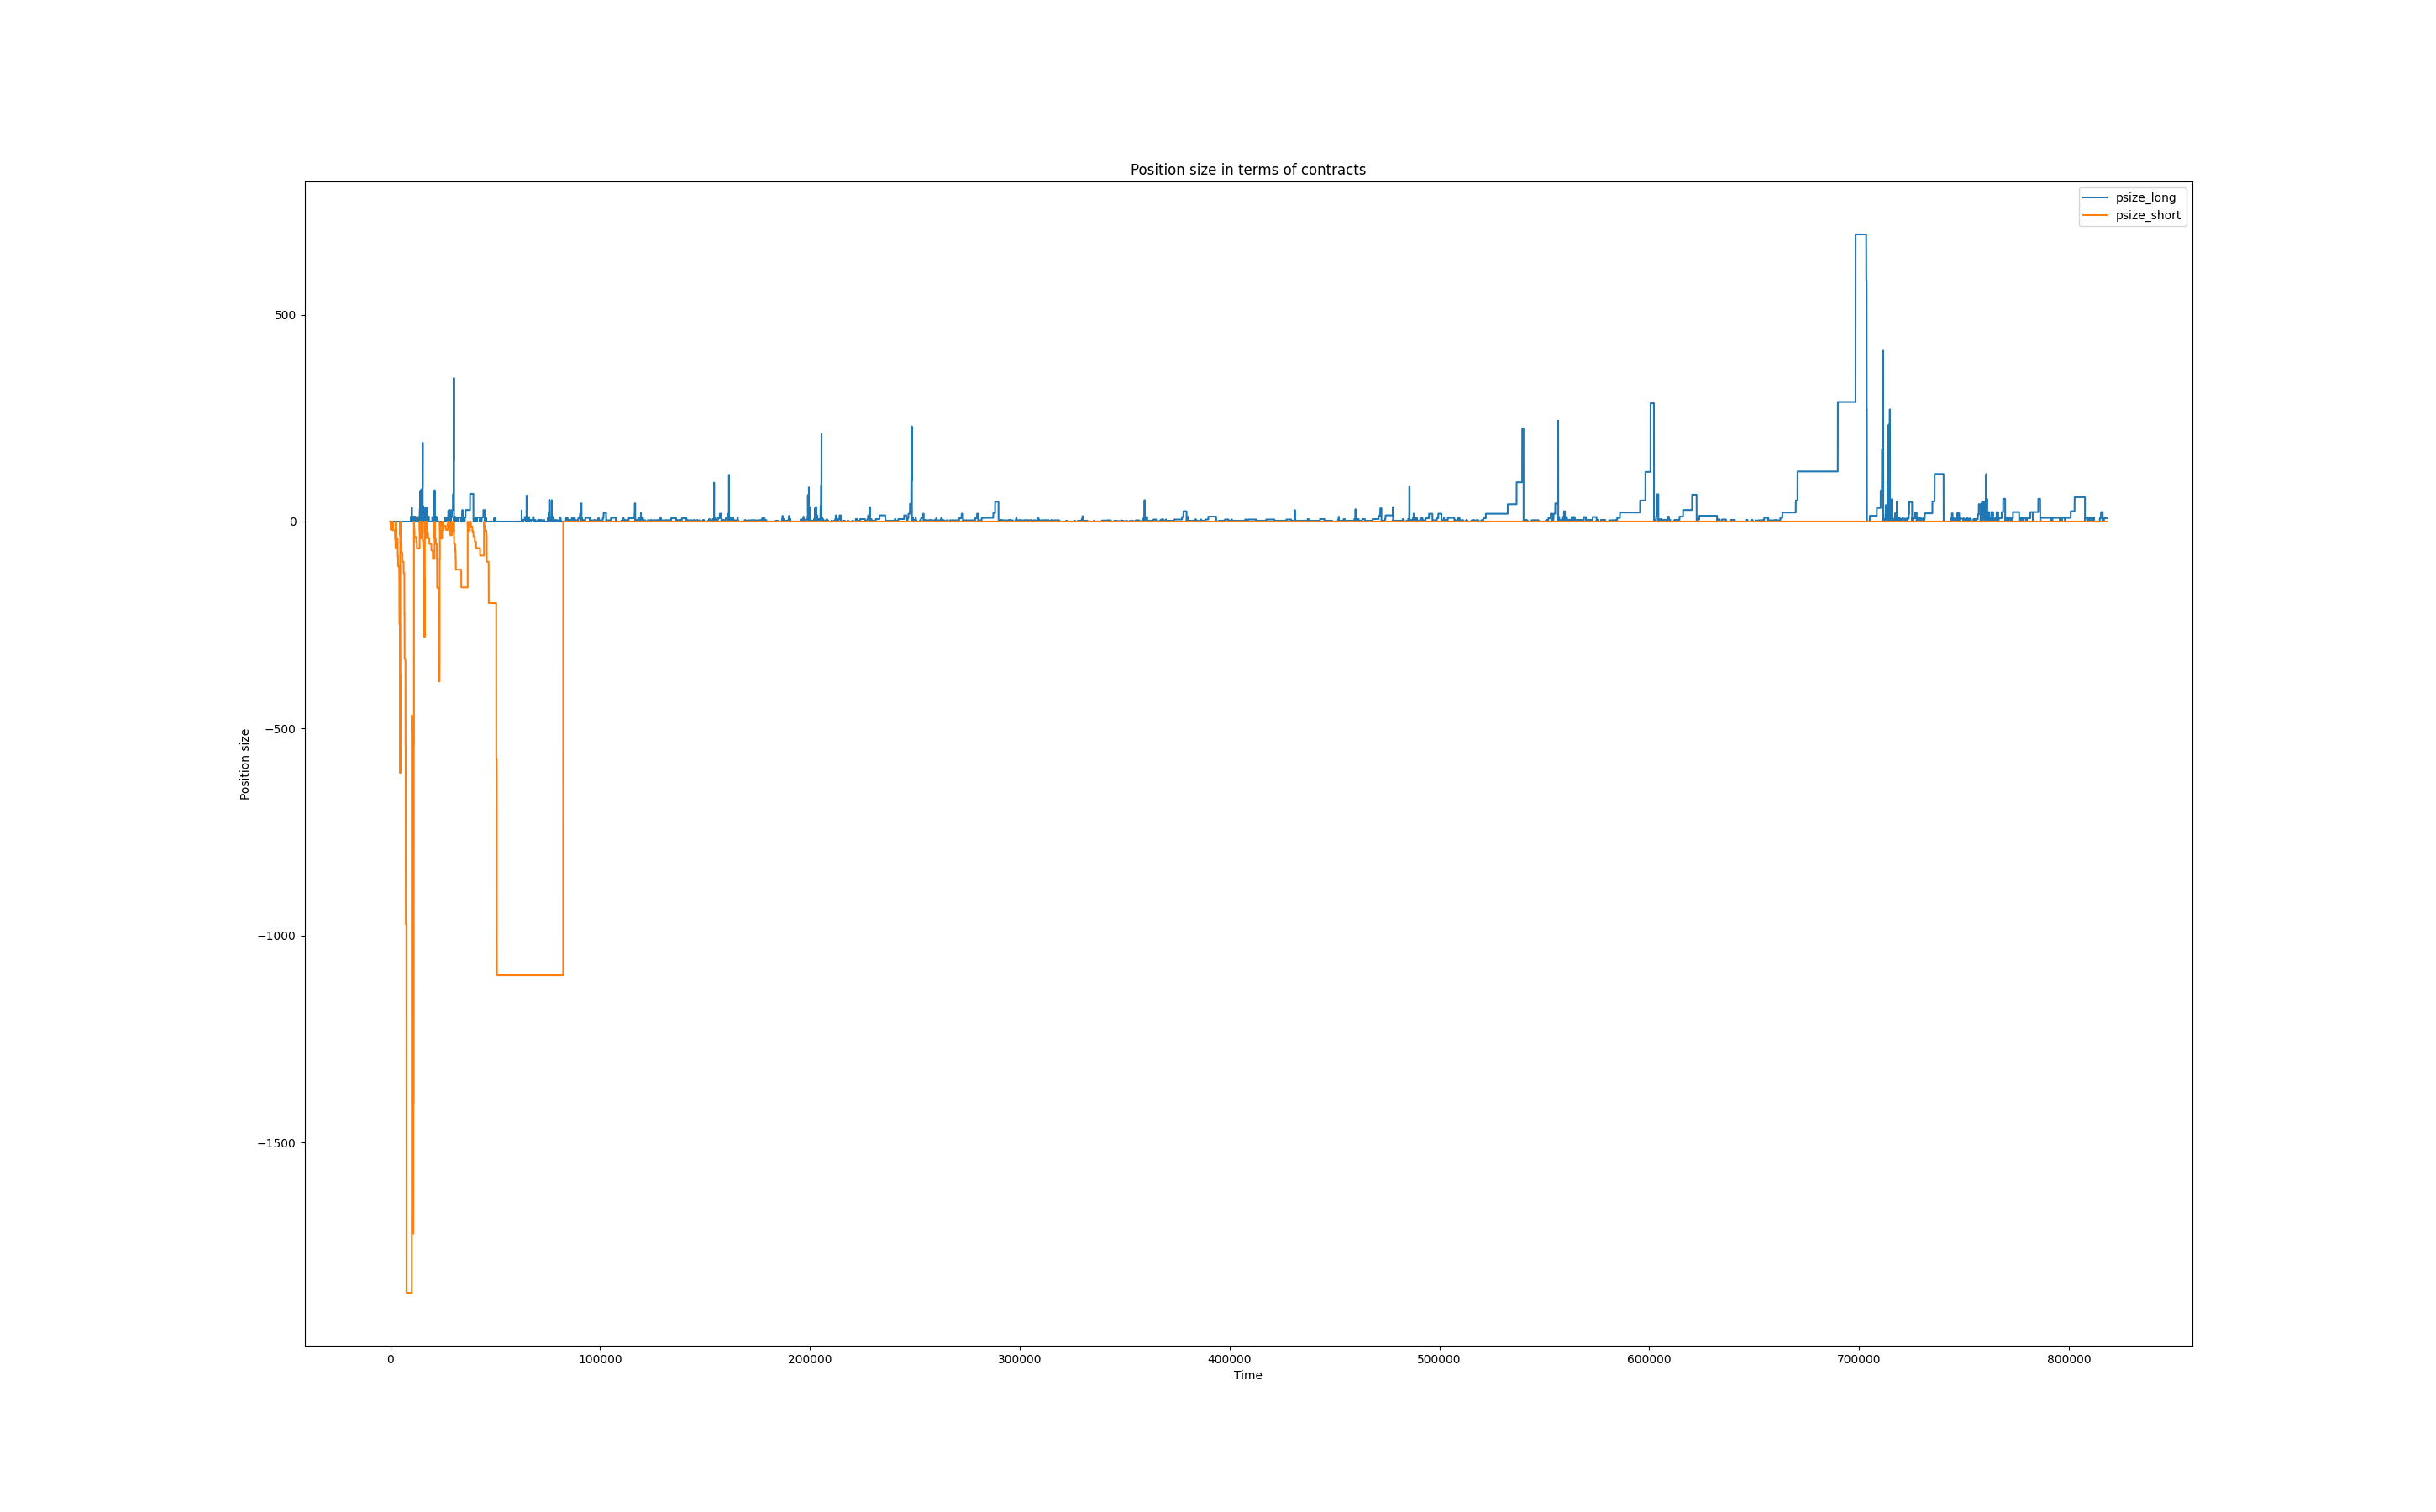 Position size in terms of contracts
psize_long
psize_short
500
0
−500
−1000
−1500
Position size
0 100000 200000 300000 400000 500000 600000 700000 800000
Time